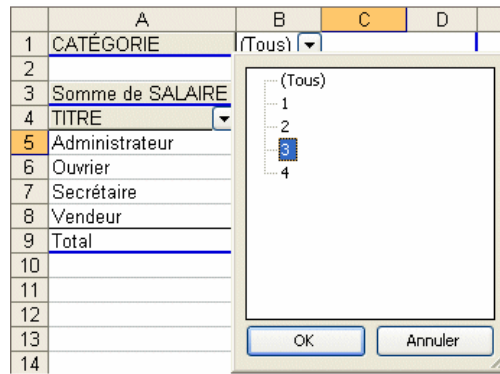 A B C D
1 CATÉGORIE (Tous)
2
3 Somme de SALAIRE
4 TITRE
5 Administrateur
6 Ouvrier
7 Secrétaire
8 Vendeur
9 Total
10
11
12
13
14
(Tous)
1
2
3
4
OK Annuler